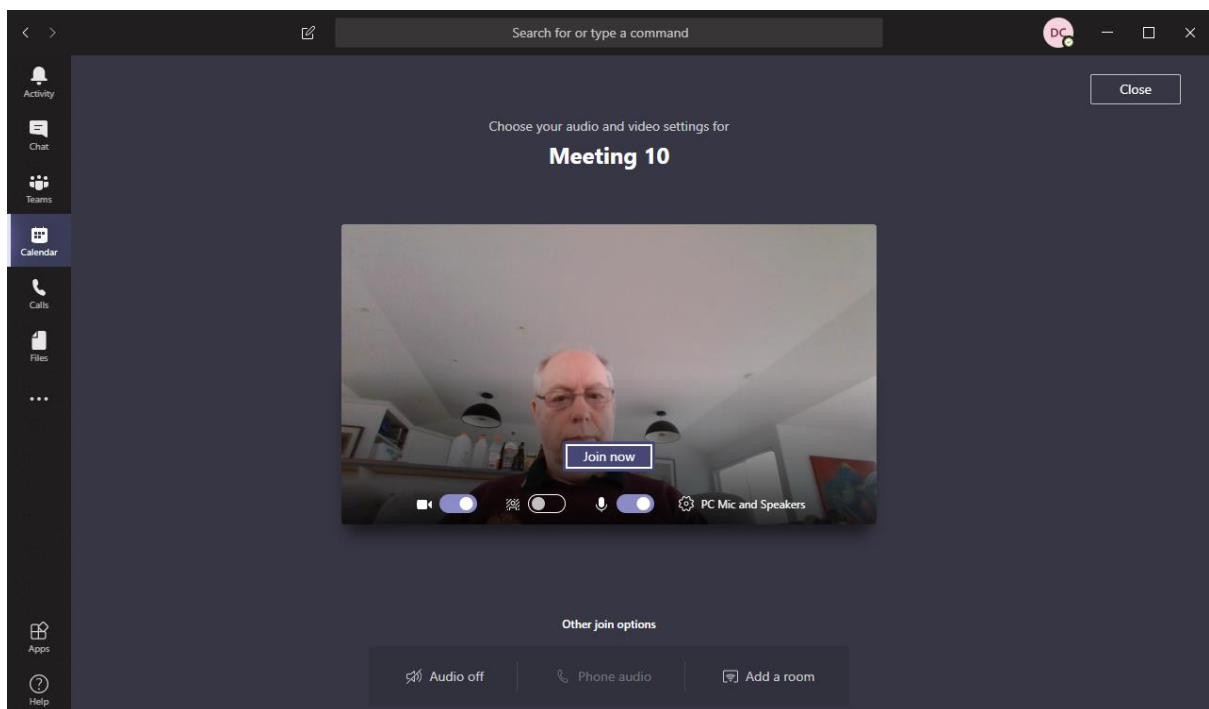 Search for or type a command
DC
Activity
Chat
Teams
Calendar
Calls
Files
Apps
Help
Close
Choose your audio and video settings for
Meeting 10
Join now
PC Mic and Speakers
Other join options
Audio off
Phone audio
Add a room